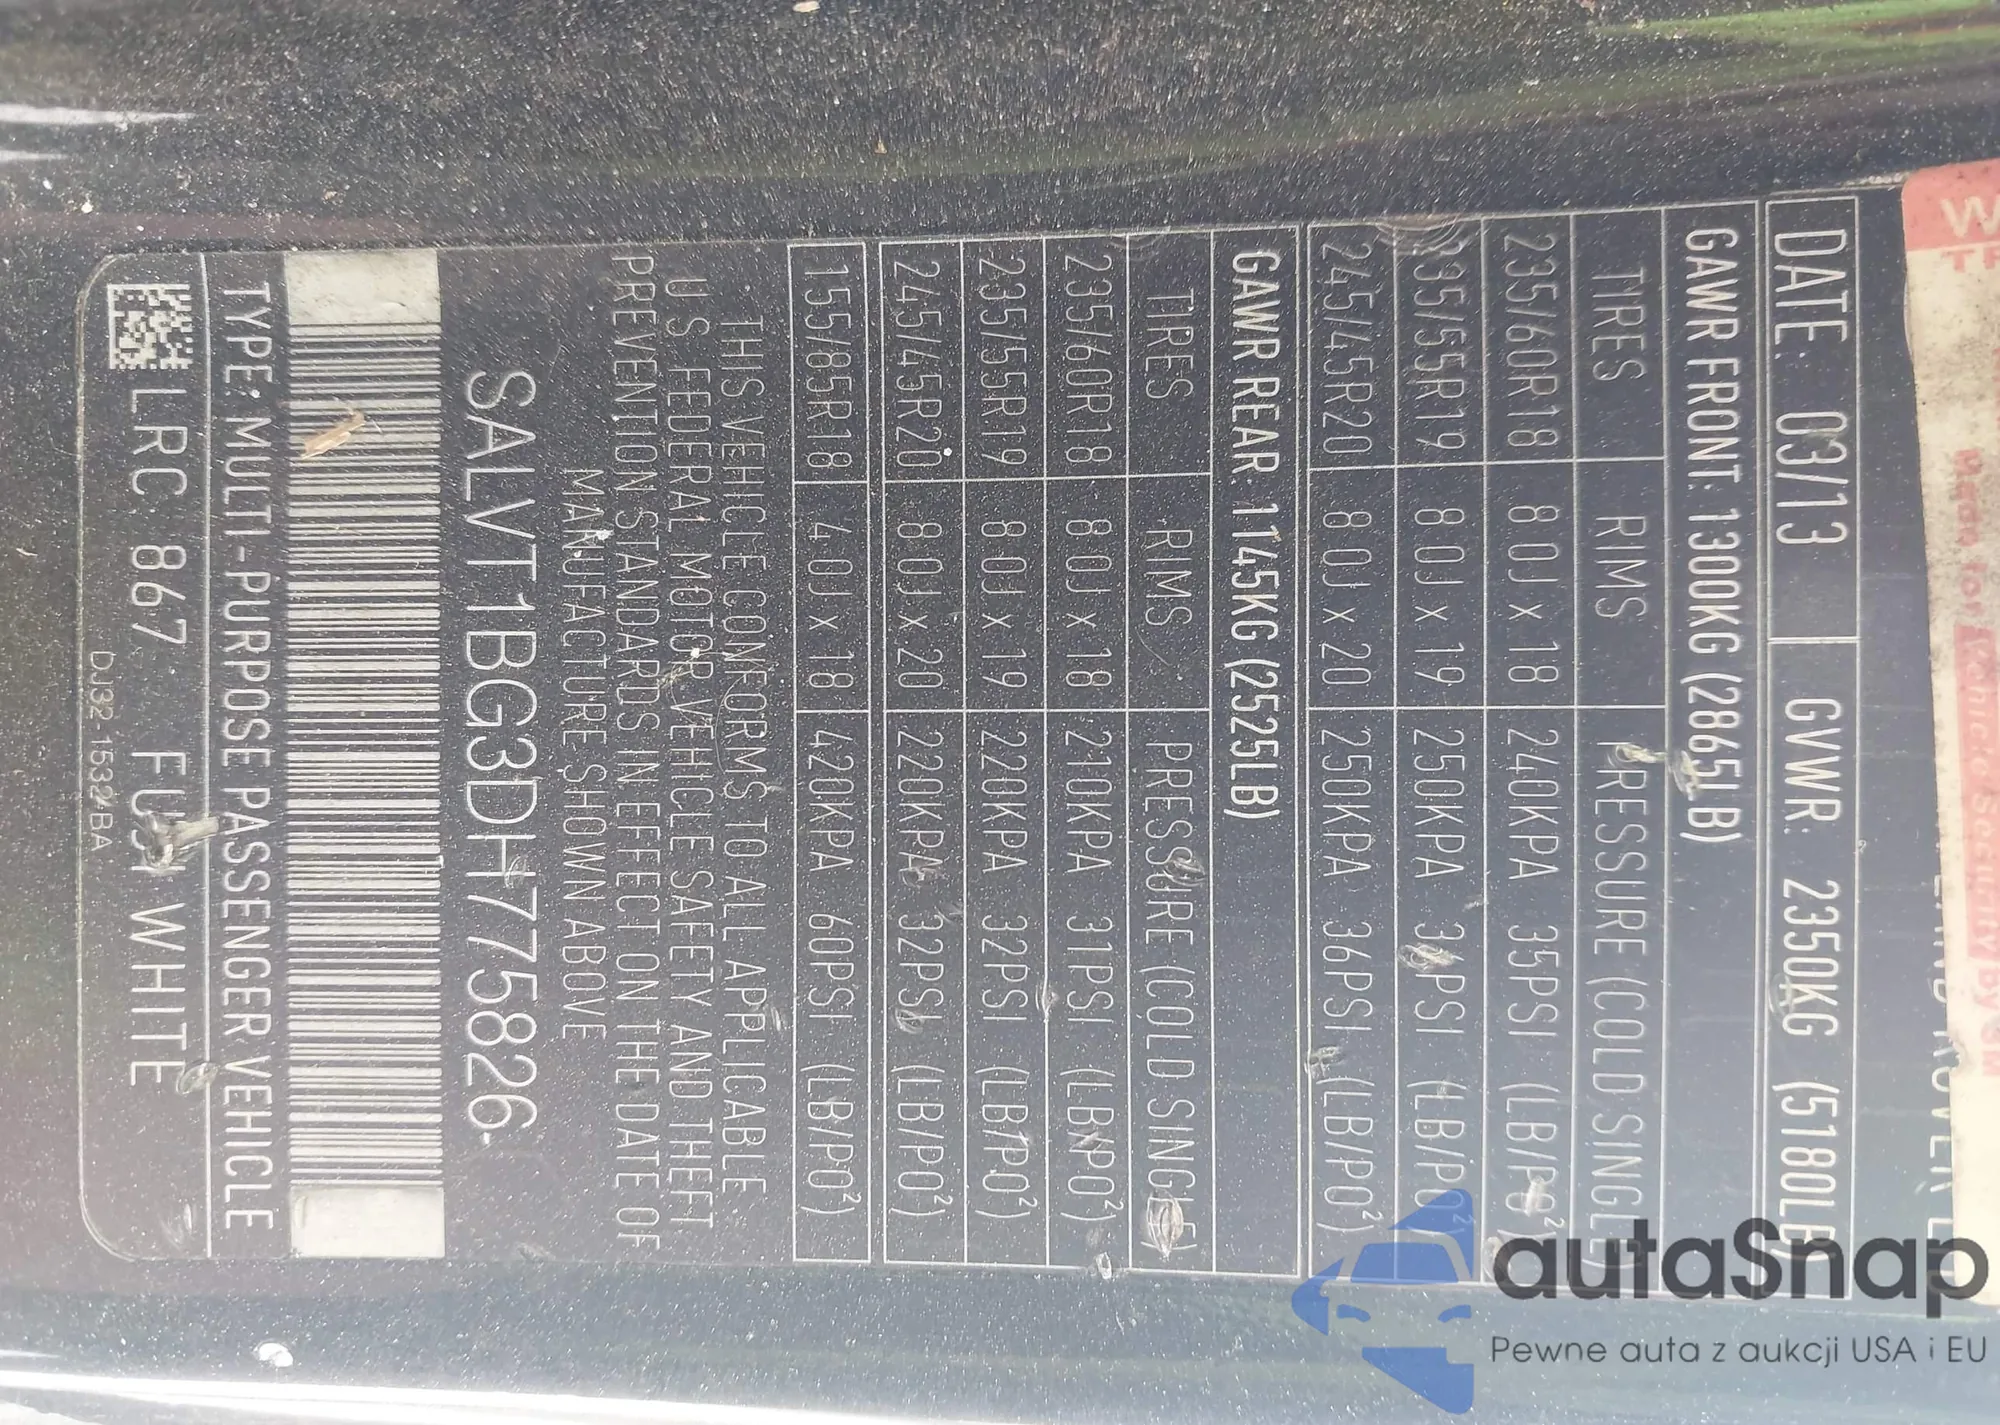 LAND ROVER
DATE: 03/13 GVWR: 2350KG (5180LB)
GAWR FRONT: 1300KG (2865LB)
TIRES RIMS PRESSURE (COLD SINGLE)
235/60R18 8.0J x 18 240KPA 35PSI (LB/PO²)
235/55R19 8.0J x 19 250KPA 36PSI (LB/PO²)
245/45R20 8.0J x 20 250KPA 36PSI (LB/PO²)
GAWR REAR: 1145KG (2525LB)
TIRES RIMS PRESSURE (COLD SINGLE)
235/60R18 8.0J x 18 210KPA 31PSI (LB/PO²)
235/55R19 8.0J x 19 220KPA 32PSI (LB/PO²)
245/45R20 8.0J x 20 220KPA 32PSI (LB/PO²)
155/85R18 4.0J x 18 420KPA 60PSI (LB/PO²)
THIS VEHICLE CONFORMS TO ALL APPLICABLE
U.S. FEDERAL MOTOR VEHICLE SAFETY AND THEFT
PREVENTION STANDARDS IN EFFECT ON THE DATE OF
MANUFACTURE SHOWN ABOVE
SALVT1BG3DH775826
TYPE: MULTI-PURPOSE PASSENGER VEHICLE
LRC 867 FUJI WHITE
DJ32 15324BA
autaSnap
Pewne auta z aukcji USA i EU